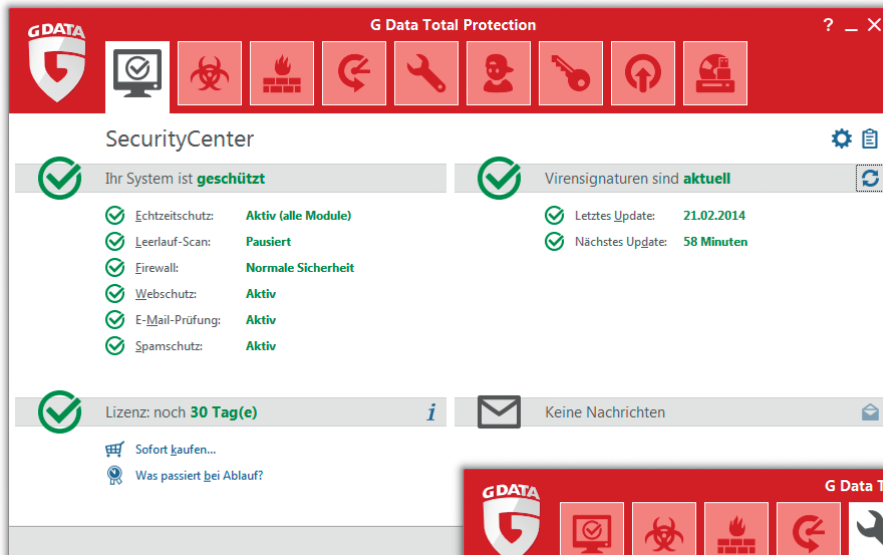 G Data Total Protection
? _ X
GDATA
SecurityCenter
Ihr System ist geschützt
Echtzeitschutz: Aktiv (alle Module)
Leerlauf-Scan: Pausiert
Firewall: Normale Sicherheit
Webschutz: Aktiv
E-Mail-Prüfung: Aktiv
Spamschutz: Aktiv
Virensignaturen sind aktuell
Letztes Update: 21.02.2014
Nächstes Update: 58 Minuten
Lizenz: noch 30 Tag(e)
i
Sofort kaufen...
Was passiert bei Ablauf?
Keine Nachrichten
G Data T
GDATA